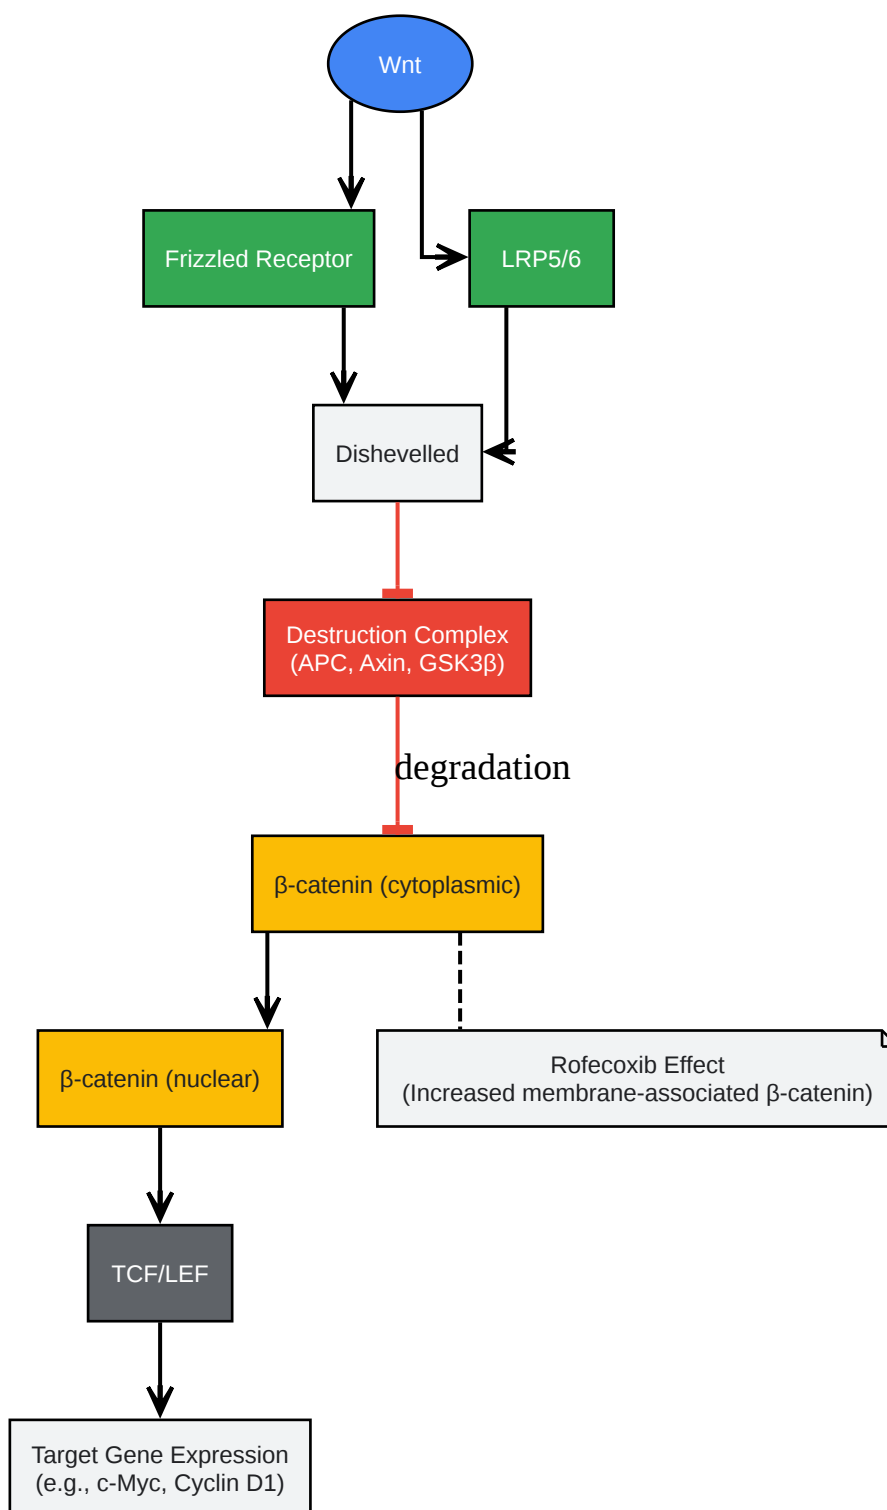 Wnt
Frizzled Receptor
LRP5/6
Dishevelled
Destruction Complex
(APC, Axin, GSK3β)
degradation
β-catenin (cytoplasmic)
β-catenin (nuclear)
Rofecoxib Effect
(Increased membrane-associated β-catenin)
TCF/LEF
Target Gene Expression
(e.g., c-Myc, Cyclin D1)